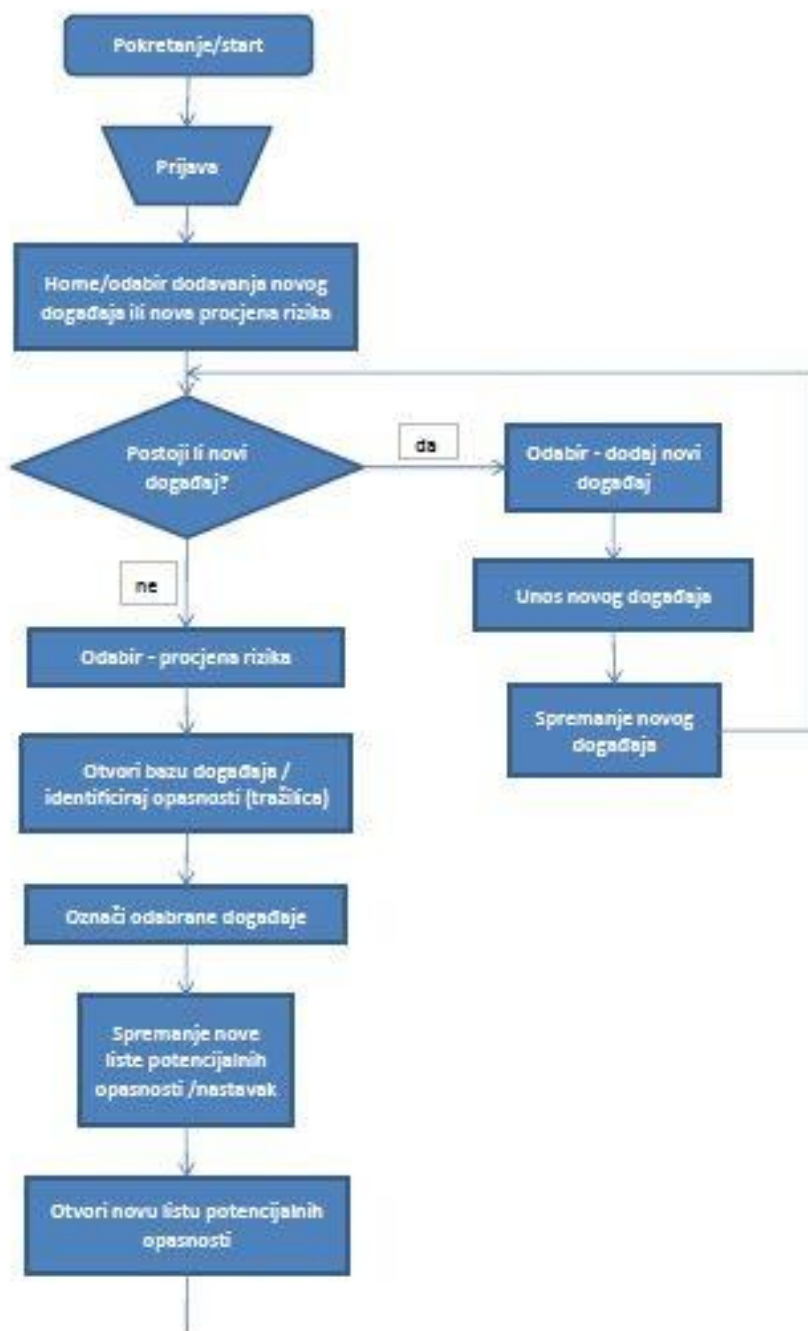 Pokretanje/start
Prijava
Home/odabir dodavanja novog
događaja ili nova procjena rizika
Postoji li novi
događaj?
da
Odabir - dodaj novi
događaj
Unos novog događaja
Spremanje novog
događaja
ne
Odabir - procjena rizika
Otvori bazu događaja /
identificiraj opasnosti (tražilica)
Označi odabrane događaje
Spremanje nove
liste potencijalnih
opasnosti /nastavak
Otvori novu listu potencijalnih
opasnosti